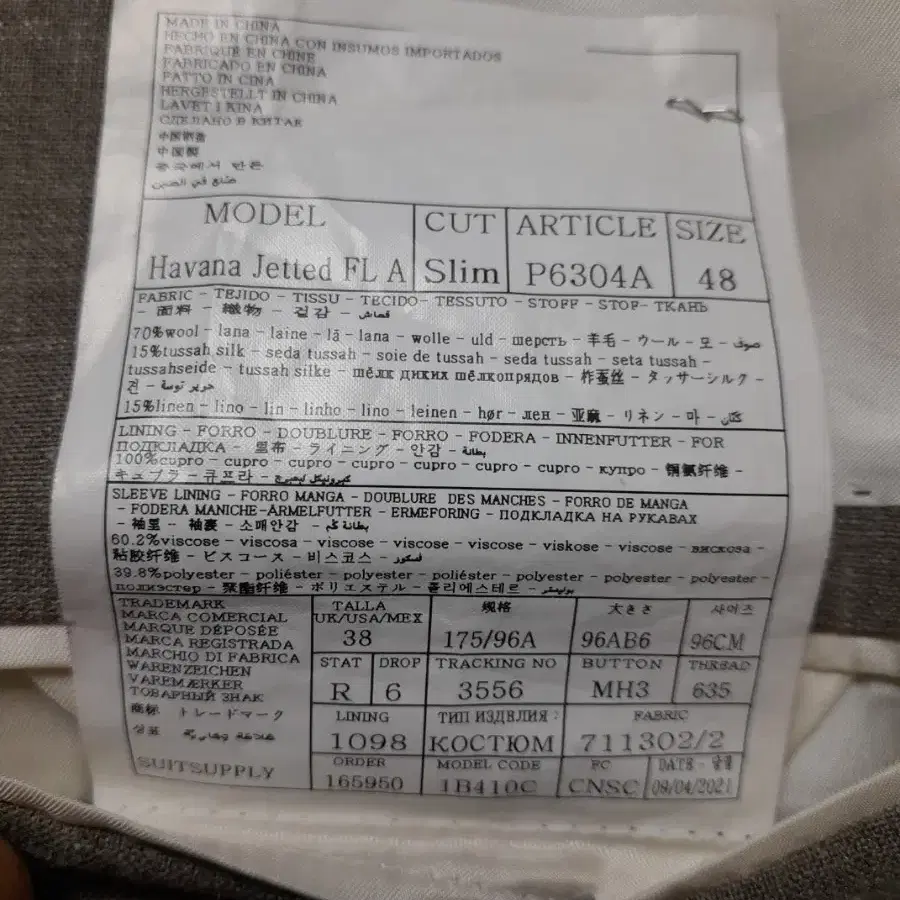 MADE IN CHINA
HECHO EN CHINA CON INSUMOS IMPORTADOS
FABRIQUE EN CHINE
FABRICADO EN CHINA
FATTO IN CINA
HERGESTELLT IN CHINA
LAVET I KINA
СДЕЛАНО В КИТАЕ
中国制造
中国製
중국에서 만든
صنع في الصين
MODEL CUT ARTICLE SIZE
Havana Jetted FL A Slim P6304A 48
FABRIC - TEJIDO - TISSU - TECIDO - TESSUTO - STOFF - STOF - ТКАНЬ
- 面料 - 織物 - 겉감 - قماش
70%wool - lana - laine - lã - lana - wolle - uld - шерсть - 羊毛 - ウール - 모 - صوف
15%tussah silk - seda tussah - soie de tussah - seda tussah - seta tussah -
tussahseide - tussah silke - шёлк диких шёлкопрядов - 柞蚕丝 - タッサーシルク -
견 - حرير توسة
15%linen - lino - lin - linho - lino - leinen - hør - лен - 亚麻 - リネン - 마 - كتان
LINING - FORRO - DOUBLURE - FORRO - FODERA - INNENFUTTER - FOR
ПОДКЛАДКА - 里布 - ライニング - 안감 - بطانة
100%cupro - cupro - cupro - cupro - cupro - cupro - cupro - купро - 铜氨纤维 -
キュプラ - 큐프라 -
SLEEVE LINING - FORRO MANGA - DOUBLURE DES MANCHES - FORRO DE MANGA
- FODERA MANICHE-ARMELFUTTER - ERMEFORING - ПОДКЛАДКА НА РУКАВАХ
- 袖里 - 袖裏 - 소매안감 - بطانة كم
60.2%viscose - viscosa - viscose - viscose - viscose - viskose - viscose - вискоза -
粘胶纤维 - ビスコース - 비스코스 - فسكوز
39.8%polyester - poliéster - polyester - poliéster - polyester - polyester - polyester -
полиэстер - 聚酯纤维 - ポリエステル - 폴리에스테르 - بوليستر
TRADEMARK
MARCA COMERCIAL
MARQUE DÉPOSÉE
MARCA REGISTRADA
MARCHIO DI FABRICA
WARENZEICHEN
VAREMÆRKER
ТОВАРНЫЙ ЗНАК
商标 トレードマーク
상표 علامة تجارية
SUITSUPPLY
TALLA 规格 大きさ 사이즈
UK/USA/MEX
38 175/96A 96AB6 96CM
STAT DROP TRACKING NO BUTTON THREAD
R 6 3556 MH3 635
LINING ТИП ИЗДЕЛИЯ: FABRIC
1098 КОСТЮМ 711302/2
ORDER MODEL CODE FC DATE -
165950 1B410C CNSC 09/04/2021